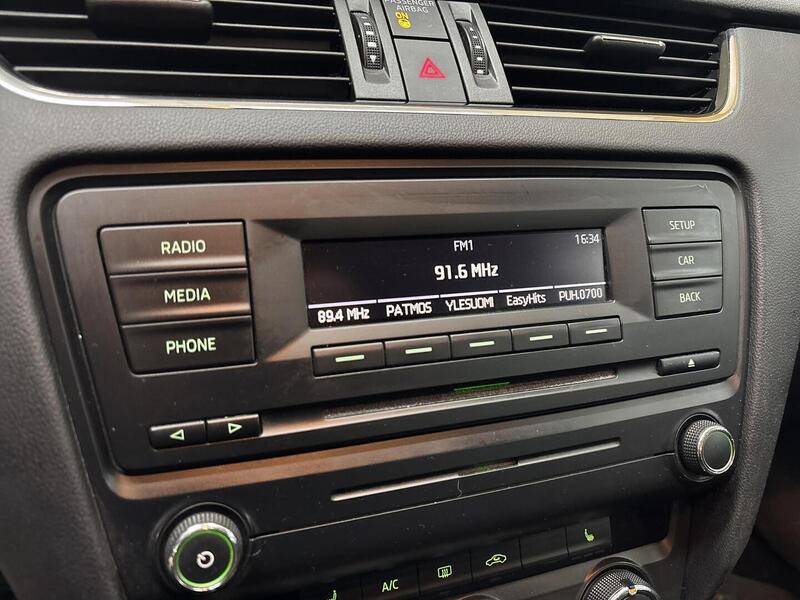 PASSENGER
AIRBAG
ON
RADIO
MEDIA
PHONE
FM1
16:34
91.6 MHz
89.4 MHz PATMOS YLESUOMI EasyHits PUH.0700
SETUP
CAR
BACK
A/C